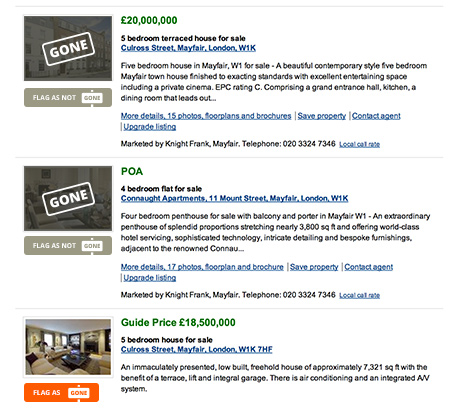 £20,000,000
5 bedroom terraced house for sale
Culross Street, Mayfair, London, W1K
GONE
Five bedroom house in Mayfair, W1 for sale - A beautiful contemporary style five bedroom
Mayfair town house finished to exacting standards with excellent entertaining space
including a private cinema. EPC rating C. Comprising a grand entrance hall, kitchen, a
dining room that leads out...
FLAG AS NOT GONE
More details, 15 photos, floorplans and brochures | Save property | Contact agent
| Upgrade listing
Marketed by Knight Frank, Mayfair. Telephone: 020 3324 7346 Local call rate
POA
4 bedroom flat for sale
Connaught Apartments, 11 Mount Street, Mayfair, London, W1K
GONE
Four bedroom penthouse for sale with balcony and porter in Mayfair W1 - An extraordinary
penthouse of splendid proportions stretching nearly 3,800 sq ft and offering world-class
hotel servicing, sophisticated technology, intricate detailing and bespoke furnishings,
adjacent to the renowned Connau...
FLAG AS NOT GONE
More details, 17 photos, floorplan and brochure | Save property | Contact agent
| Upgrade listing
Marketed by Knight Frank, Mayfair. Telephone: 020 3324 7346 Local call rate
Guide Price £18,500,000
5 bedroom house for sale
Culross Street, Mayfair, London, W1K 7HF
An immaculately presented, low built, freehold house of approximately 7,321 sq ft with the
benefit of a terrace, lift and integral garage. There is air conditioning and an integrated A/V
system.
FLAG AS GONE